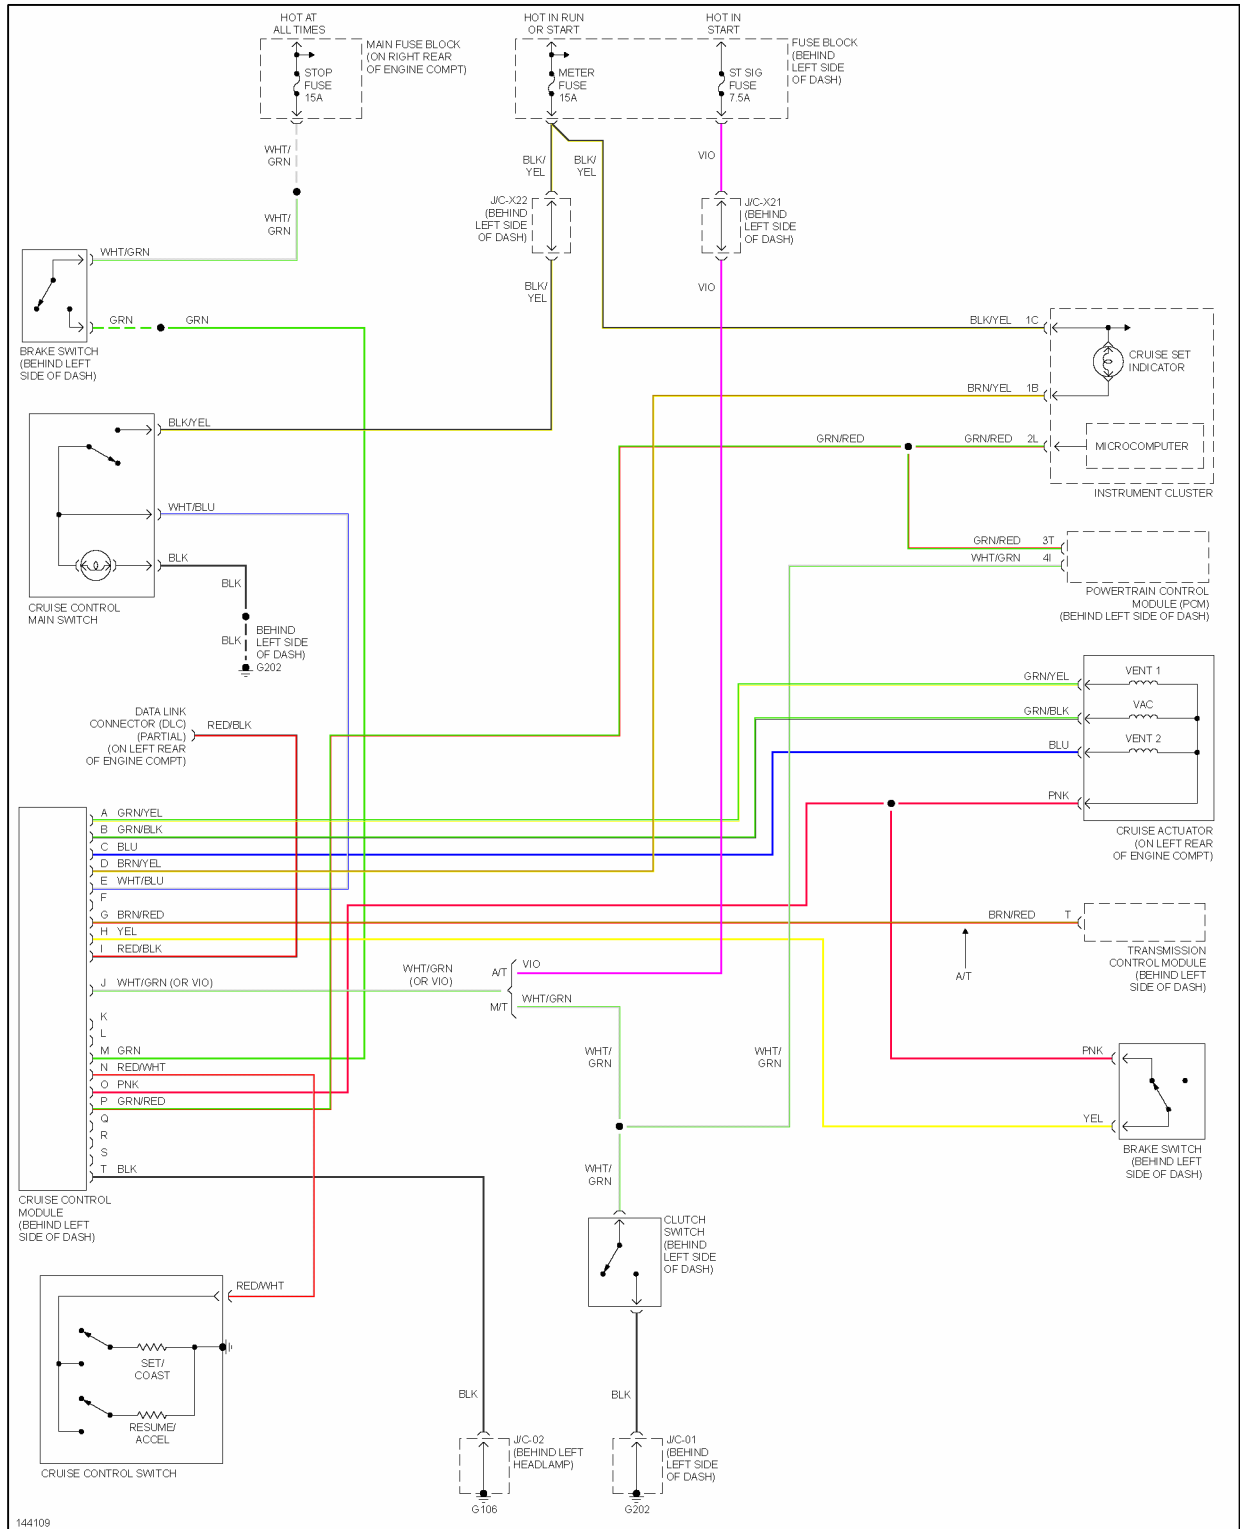 HOT AT
ALL TIMES
HOT IN RUN
OR START
HOT IN
START
MAIN FUSE BLOCK
(ON RIGHT REAR
OF ENGINE COMPT)
STOP
FUSE
15A
METER
FUSE
15A
ST SIG
FUSE
7.5A
FUSE BLOCK
(BEHIND
LEFT SIDE
OF DASH)
WHT/
GRN
BLK/
YEL
BLK/
YEL
VIO
WHT/
GRN
J/C-X22
(BEHIND
LEFT SIDE
OF DASH)
J/C-X21
(BEHIND
LEFT SIDE
OF DASH)
WHT/GRN
BLK/
YEL
VIO
GRN
GRN
BRAKE SWITCH
(BEHIND LEFT
SIDE OF DASH)
BLK/YEL 1C
CRUISE SET
INDICATOR
BRN/YEL 1B
GRN/RED
GRN/RED 2L
MICROCOMPUTER
INSTRUMENT CLUSTER
BLK/YEL
WHT/BLU
BLK
BLK
CRUISE CONTROL
MAIN SWITCH
BLK
BEHIND
LEFT SIDE
OF DASH)
G202
GRN/RED 3T
WHT/GRN 4I
POWERTRAIN CONTROL
MODULE (PCM)
(BEHIND LEFT SIDE OF DASH)
DATA LINK
CONNECTOR (DLC)
(PARTIAL)
(ON LEFT REAR
OF ENGINE COMPT)
RED/BLK
GRN/YEL
VENT 1
GRN/BLK
VAC
BLU
VENT 2
PNK
CRUISE ACTUATOR
(ON LEFT REAR
OF ENGINE COMPT)
A GRN/YEL
B GRN/BLK
C BLU
D BRN/YEL
E WHT/BLU
F
G BRN/RED
H YEL
I RED/BLK
J WHT/GRN (OR VIO)
K
L
M GRN
N RED/WHT
O PNK
P GRN/RED
Q
R
S
T BLK
CRUISE CONTROL
MODULE
(BEHIND LEFT
SIDE OF DASH)
WHT/GRN
(OR VIO)
A/T
VIO
M/T
WHT/GRN
BRN/RED T
A/T
TRANSMISSION
CONTROL MODULE
(BEHIND LEFT
SIDE OF DASH)
WHT/
GRN
WHT/
GRN
PNK
YEL
BRAKE SWITCH
(BEHIND LEFT
SIDE OF DASH)
WHT/
GRN
CLUTCH
SWITCH
(BEHIND
LEFT SIDE
OF DASH)
RED/WHT
SET/
COAST
RESUME/
ACCEL
CRUISE CONTROL SWITCH
BLK
BLK
J/C-02
(BEHIND LEFT
HEADLAMP)
G106
J/C-01
(BEHIND
LEFT SIDE
OF DASH)
G202
144109